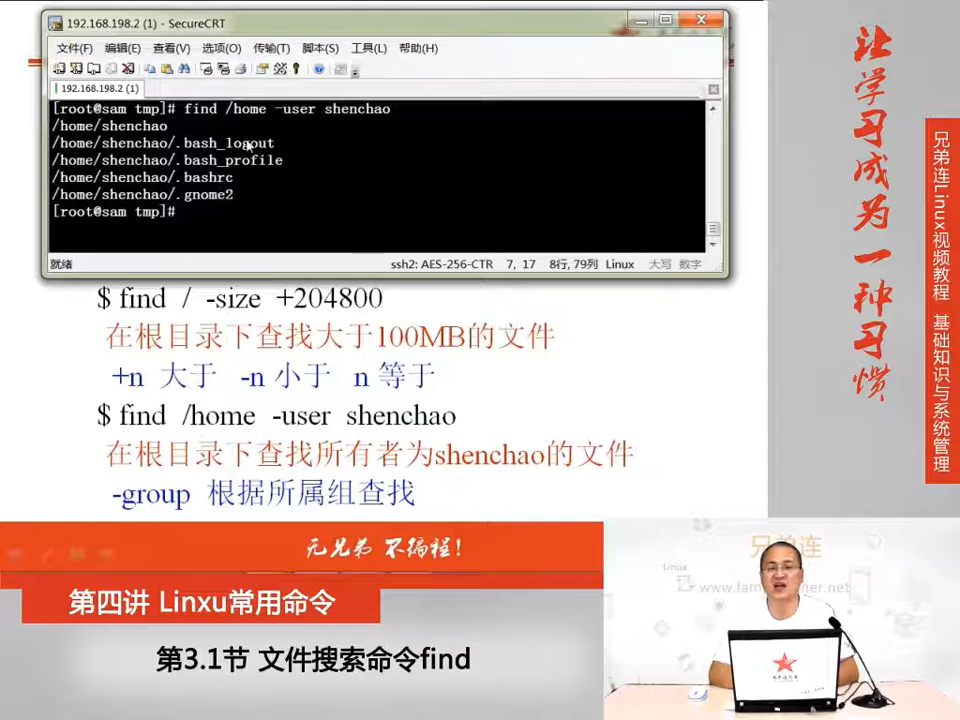 192.168.198.2 (1) - SecureCRT
文件(F) 编辑(E) 查看(V) 选项(O) 传输(T) 脚本(S) 工具(L) 帮助(H)
192.168.198.2 (1)
[root@sam tmp]# find /home -user shenchao
/home/shenchao
/home/shenchao/.bash_logout
/home/shenchao/.bash_profile
/home/shenchao/.bashrc
/home/shenchao/.gnome2
[root@sam tmp]#
就绪 ssh2: AES-256-CTR 7, 17 8行, 79列 Linux 大写 数字
$ find / -size +204800
在根目录下查找大于100MB的文件
+n 大于 -n 小于 n 等于
$ find /home -user shenchao
在根目录下查找所有者为shenchao的文件
-group 根据所属组查找
让学习成为一种习惯
兄弟连Linux视频教程 基础知识与系统管理
无兄弟 不编程!
第四讲 Linxu常用命令
第3.1节 文件搜索命令find
兄弟连
Linux